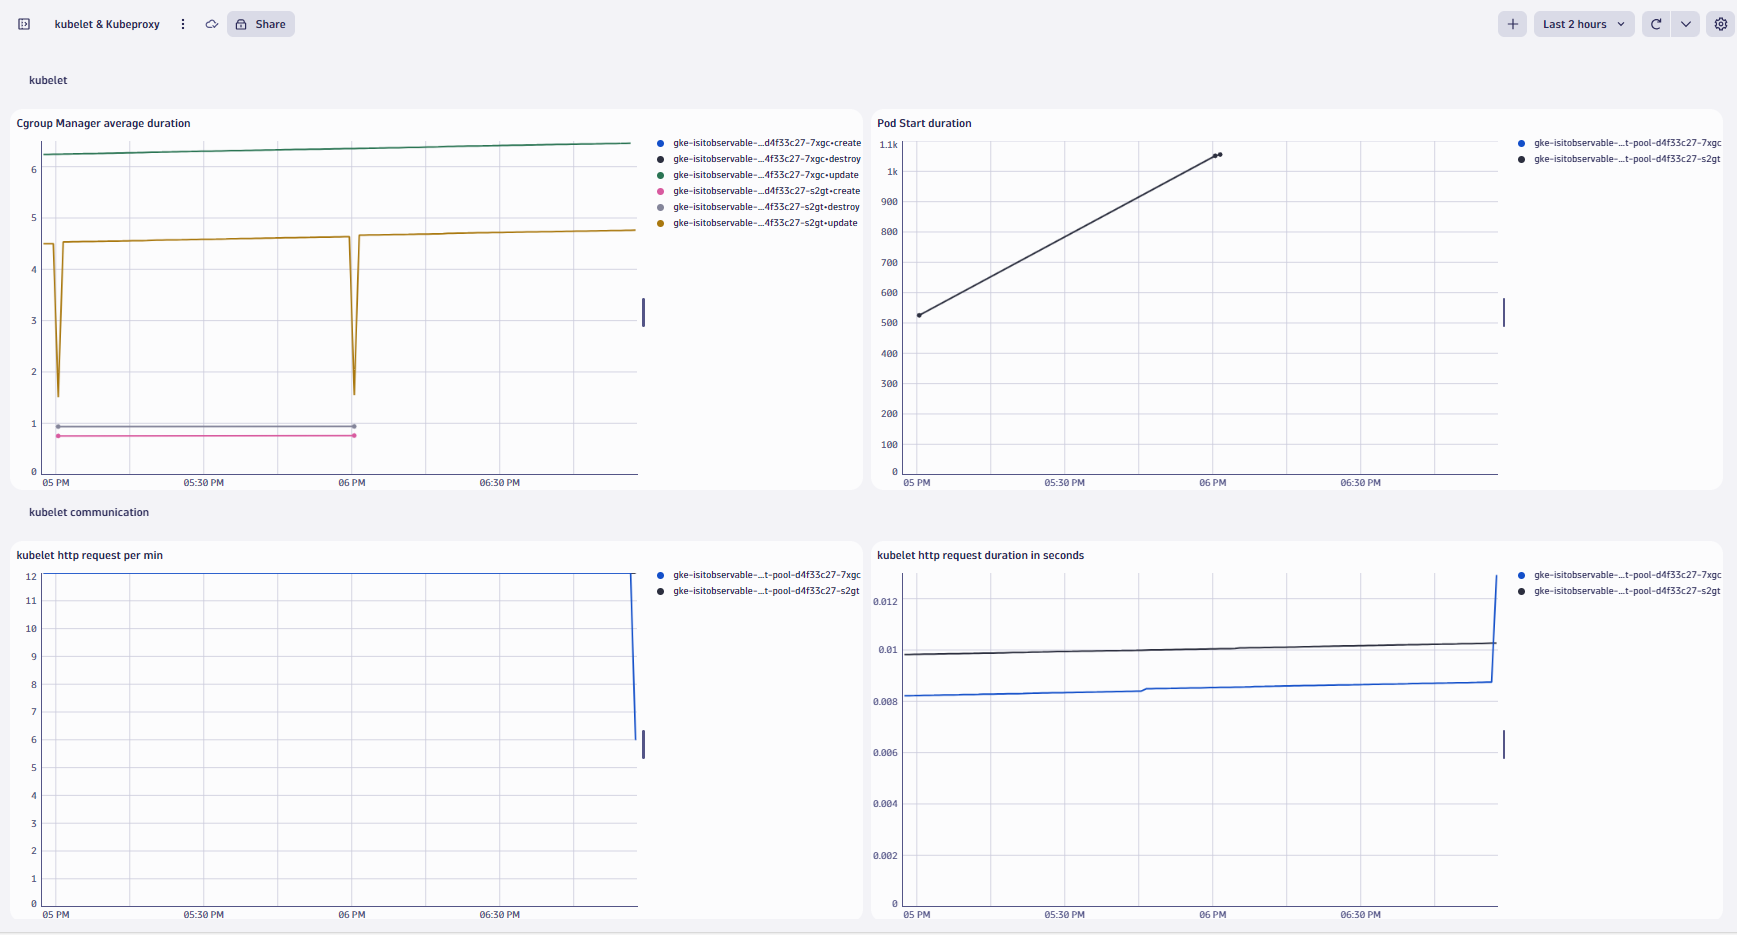 kubelet & Kubeproxy
Share
Last 2 hours
kubelet
Cgroup Manager average duration
6
5
4
3
2
1
0
05 PM
05:30 PM
06 PM
06:30 PM
gke-isitobservable-...d4f33c27-7xgc•create
gke-isitobservable-...4f33c27-7xgc•destroy
gke-isitobservable-...4f33c27-7xgc•update
gke-isitobservable-...d4f33c27-s2gt•create
gke-isitobservable-...4f33c27-s2gt•destroy
gke-isitobservable-...4f33c27-s2gt•update
Pod Start duration
1.1k
1k
900
800
700
600
500
400
300
200
100
0
05 PM
05:30 PM
06 PM
06:30 PM
gke-isitobservable-...t-pool-d4f33c27-7xgc
gke-isitobservable-...t-pool-d4f33c27-s2gt
kubelet communication
kubelet http request per min
12
11
10
9
8
7
6
5
4
3
2
1
0
05 PM
05:30 PM
06 PM
06:30 PM
gke-isitobservable-...t-pool-d4f33c27-7xgc
gke-isitobservable-...t-pool-d4f33c27-s2gt
kubelet http request duration in seconds
0.012
0.01
0.008
0.006
0.004
0.002
0
05 PM
05:30 PM
06 PM
06:30 PM
gke-isitobservable-...t-pool-d4f33c27-7xgc
gke-isitobservable-...t-pool-d4f33c27-s2gt